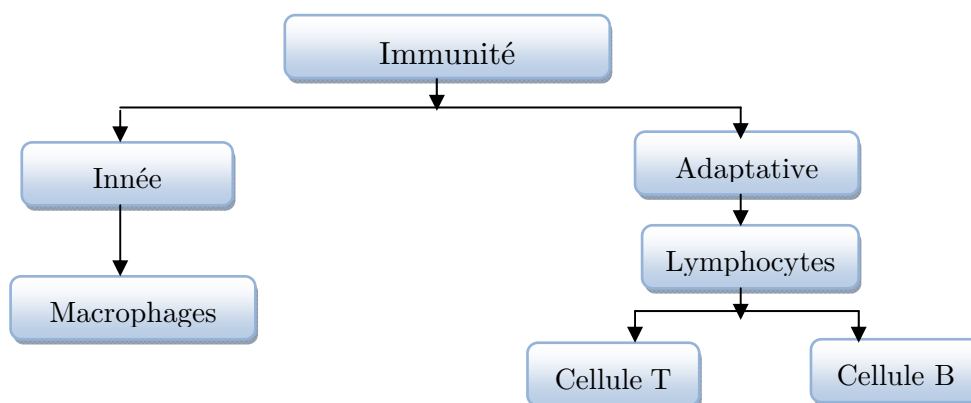 Immunité
Innée
Adaptative
Lymphocytes
Macrophages
Cellule T
Cellule B